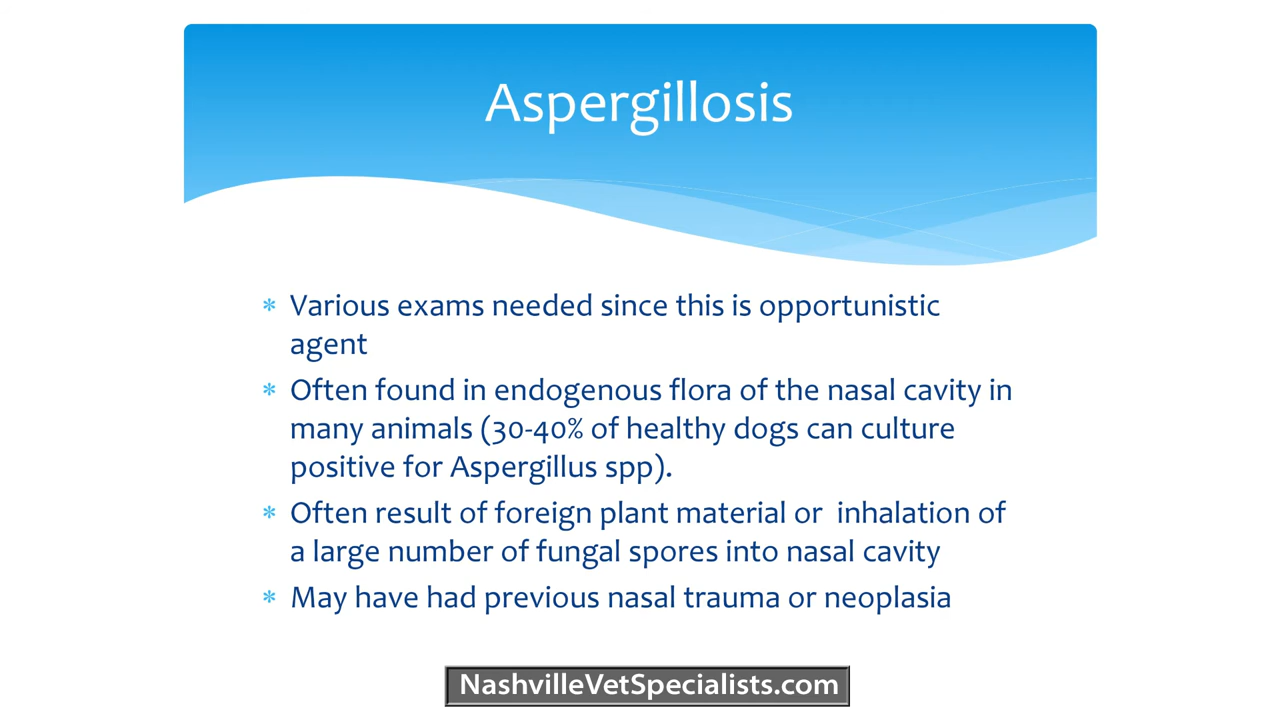 Aspergillosis
* Various exams needed since this is opportunistic
agent
* Often found in endogenous flora of the nasal cavity in
many animals (30-40% of healthy dogs can culture
positive for Aspergillus spp).
* Often result of foreign plant material or  inhalation of
a large number of fungal spores into nasal cavity
* May have had previous nasal trauma or neoplasia
NashvilleVetSpecialists.com